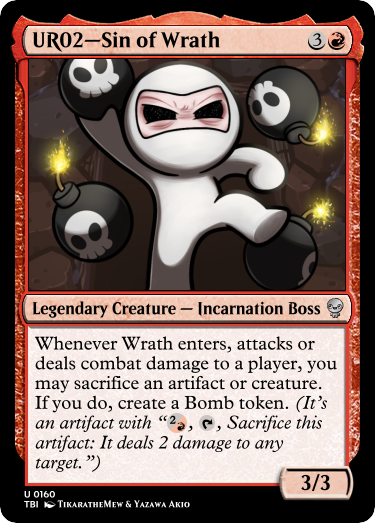 UR02—Sin of Wrath 3
Legendary Creature — Incarnation Boss
Whenever Wrath enters, attacks or
deals combat damage to a player, you
may sacrifice an artifact or creature.
If you do, create a Bomb token. (It's
an artifact with “2, , Sacrifice this
artifact: It deals 2 damage to any
target.”)
3/3
U 0160
TBI TikaratheMew & Yazawa Akio